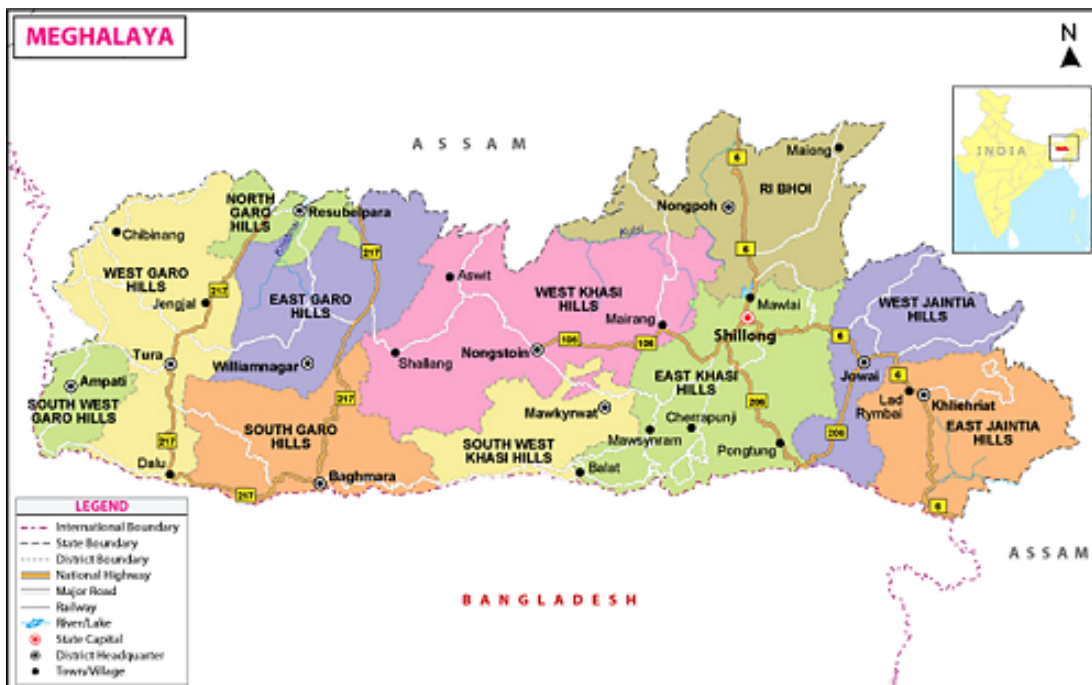 MEGHALAYA
N
INDIA
ASSAM
6
Maiong
RI BHOI
Nongpoh
Kulsi
6
NORTH
GARO
HILLS
Resubelpara
Chibinang
217
WEST GARO
HILLS
217
Jengjal
EAST GARO
HILLS
Aswit
WEST KHASI
HILLS
Mawlai
Shillong
Mairang
WEST JAINTIA
HILLS
106
106
6
Tura
Williamnagar
Shallang
Nongstoin
Jowai
6
Ampati
SOUTH WEST
GARO HILLS
217
EAST KHASI
HILLS
206
Lad
Rymbai
Khliehriat
EAST JAINTIA
HILLS
SOUTH GARO
HILLS
Mawkyrwat
Cherrapunji
Mawsynram
Pongtung
206
217
SOUTH WEST
KHASI HILLS
Balat
Dalu
217
Baghmara
6
LEGEND
International Boundary
State Boundary
District Boundary
National Highway
Major Road
Railway
River/Lake
State Capital
District Headquarter
Town/Village
BANGLADESH
ASSAM